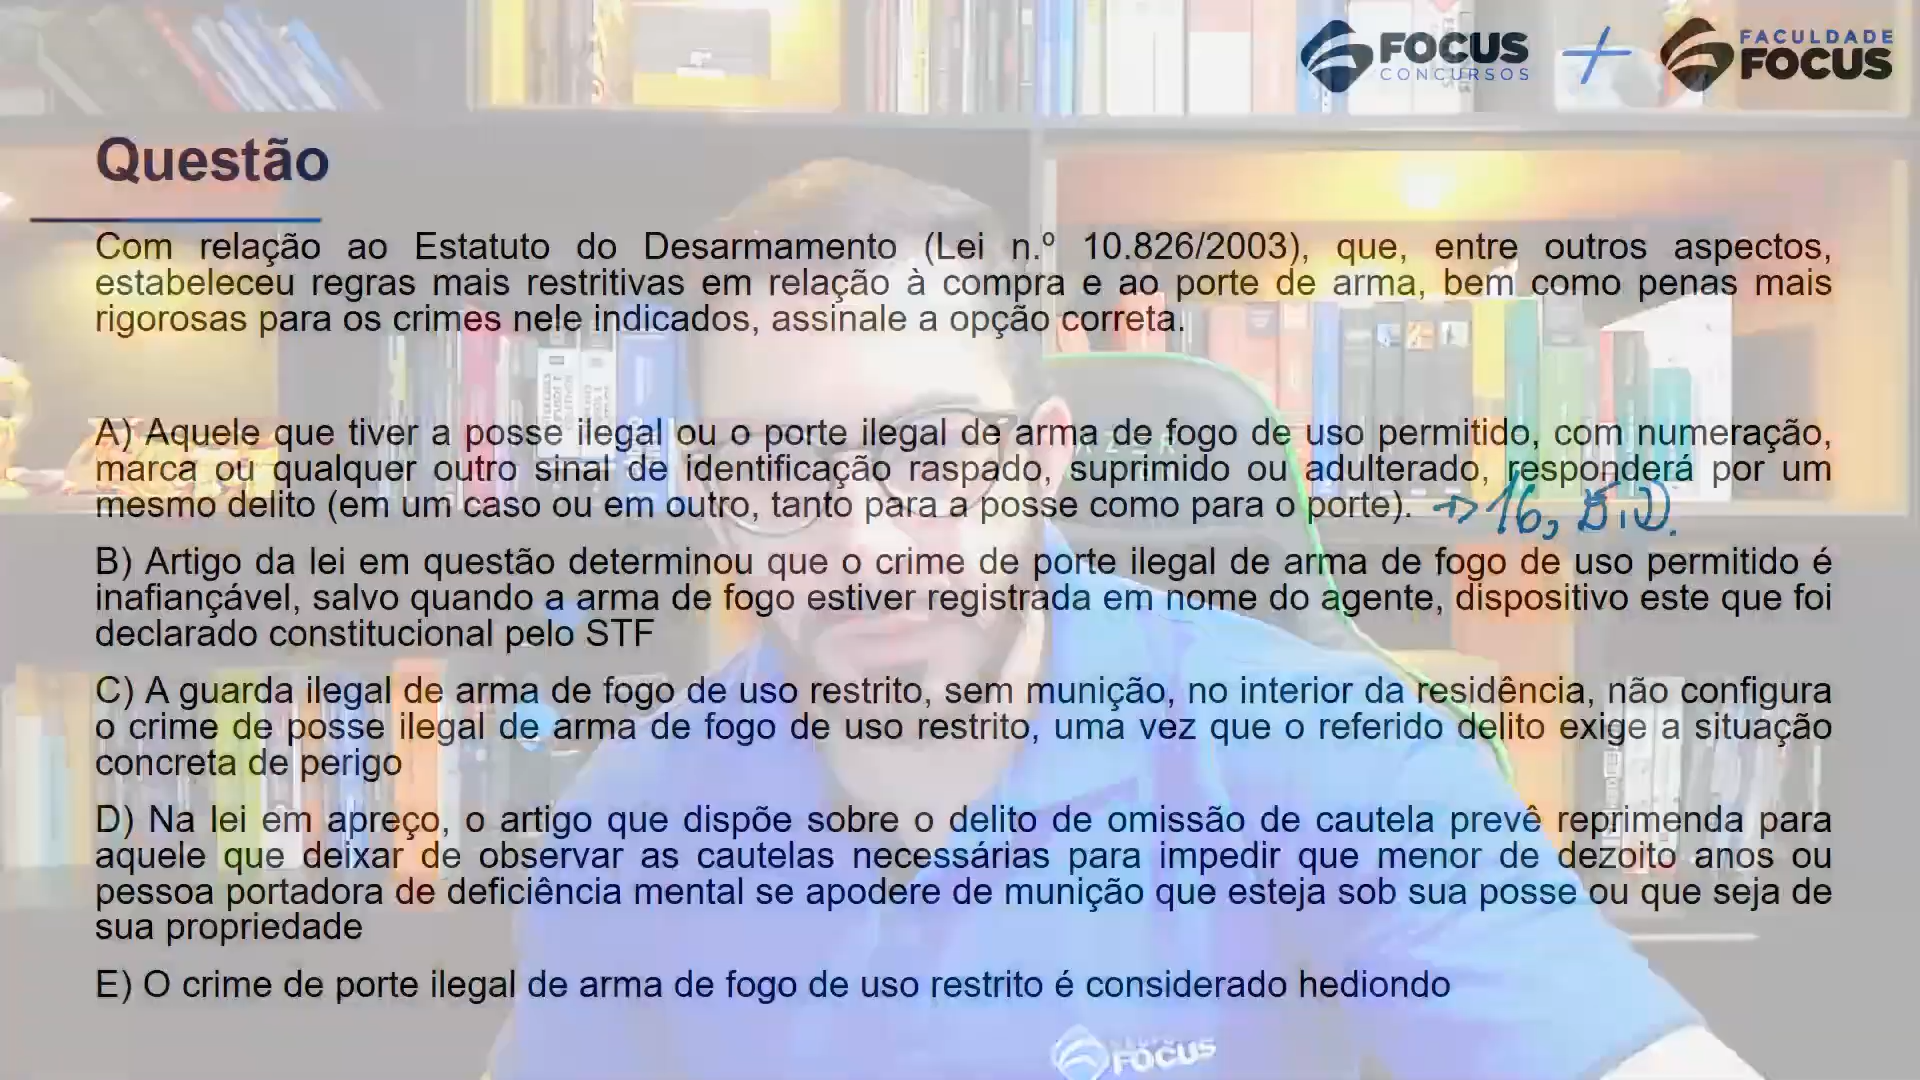 FOCUS
CONCURSOS
FACULDADE
FOCUS
Questão
Com relação ao Estatuto do Desarmamento (Lei n.º 10.826/2003), que, entre outros aspectos,
estabeleceu regras mais restritivas em relação à compra e ao porte de arma, bem como penas mais
rigorosas para os crimes nele indicados, assinale a opção correta.
A) Aquele que tiver a posse ilegal ou o porte ilegal de arma de fogo de uso permitido, com numeração,
marca ou qualquer outro sinal de identificação raspado, suprimido ou adulterado, responderá por um
mesmo delito (em um caso ou em outro, tanto para a posse como para o porte). → 16,
B) Artigo da lei em questão determinou que o crime de porte ilegal de arma de fogo de uso permitido é
inafiançável, salvo quando a arma de fogo estiver registrada em nome do agente, dispositivo este que foi
declarado constitucional pelo STF
C) A guarda ilegal de arma de fogo de uso restrito, sem munição, no interior da residência, não configura
o crime de posse ilegal de arma de fogo de uso restrito, uma vez que o referido delito exige a situação
concreta de perigo
D) Na lei em apreço, o artigo que dispõe sobre o delito de omissão de cautela prevê reprimenda para
aquele que deixar de observar as cautelas necessárias para impedir que menor de dezoito anos ou
pessoa portadora de deficiência mental se apodere de munição que esteja sob sua posse ou que seja de
sua propriedade
E) O crime de porte ilegal de arma de fogo de uso restrito é considerado hediondo
FOCUS